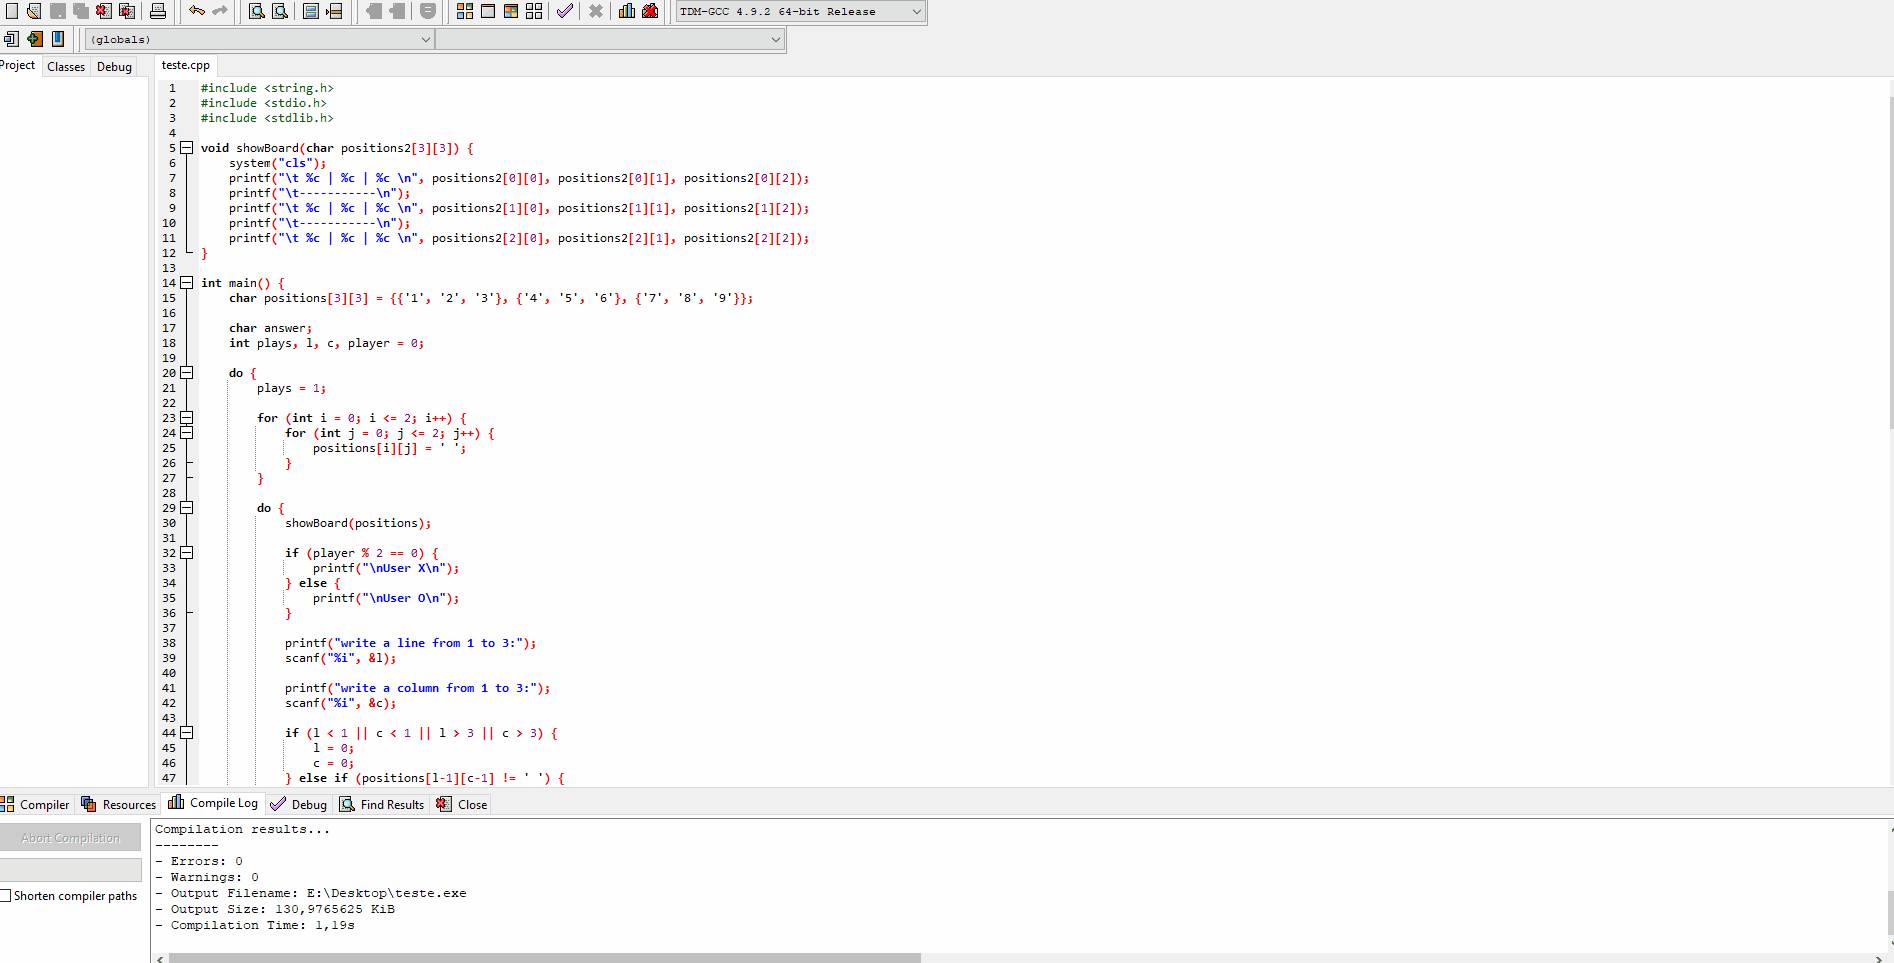 TDM-GCC 4.9.2 64-bit Release
(globals)
Project Classes Debug
teste.cpp
1 #include <string.h>
2 #include <stdio.h>
3 #include <stdlib.h>
4
5 void showBoard(char positions2[3][3]) {
6 system("cls");
7 printf("\t %c | %c | %c \n", positions2[0][0], positions2[0][1], positions2[0][2]);
8 printf("\t-----------\n");
9 printf("\t %c | %c | %c \n", positions2[1][0], positions2[1][1], positions2[1][2]);
10 printf("\t-----------\n");
11 printf("\t %c | %c | %c \n", positions2[2][0], positions2[2][1], positions2[2][2]);
12 }
13
14 int main() {
15 char positions[3][3] = {{'1', '2', '3'}, {'4', '5', '6'}, {'7', '8', '9'}};
16
17 char answer;
18 int plays, l, c, player = 0;
19
20 do {
21 plays = 1;
22
23 for (int i = 0; i <= 2; i++) {
24 for (int j = 0; j <= 2; j++) {
25 positions[i][j] = ' ';
26 }
27 }
28
29 do {
30 showBoard(positions);
31
32 if (player % 2 == 0) {
33 printf("\nUser X\n");
34 } else {
35 printf("\nUser O\n");
36 }
37
38 printf("write a line from 1 to 3:");
39 scanf("%i", &l);
40
41 printf("write a column from 1 to 3:");
42 scanf("%i", &c);
43
44 if (l < 1 || c < 1 || l > 3 || c > 3) {
45 l = 0;
46 c = 0;
47 } else if (positions[l-1][c-1] != ' ') {
Compiler Resources Compile Log Debug Find Results Close
Abort Compilation
Shorten compiler paths
Compilation results...
--------
- Errors: 0
- Warnings: 0
- Output Filename: E:\Desktop\teste.exe
- Output Size: 130,9765625 KiB
- Compilation Time: 1,19s